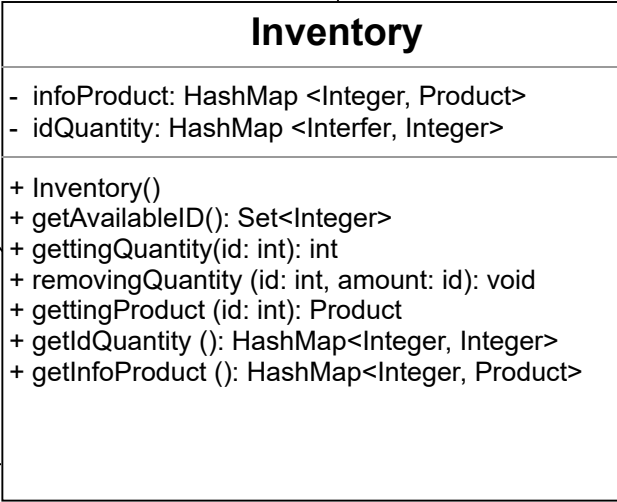 Inventory
- infoProduct: HashMap <Integer, Product>
- idQuantity: HashMap <Interfer, Integer>
+ Inventory()
+ getAvailableID(): Set<Integer>
+ gettingQuantity(id: int): int
+ removingQuantity (id: int, amount: id): void
+ gettingProduct (id: int): Product
+ getIdQuantity (): HashMap<Integer, Integer>
+ getInfoProduct (): HashMap<Integer, Product>